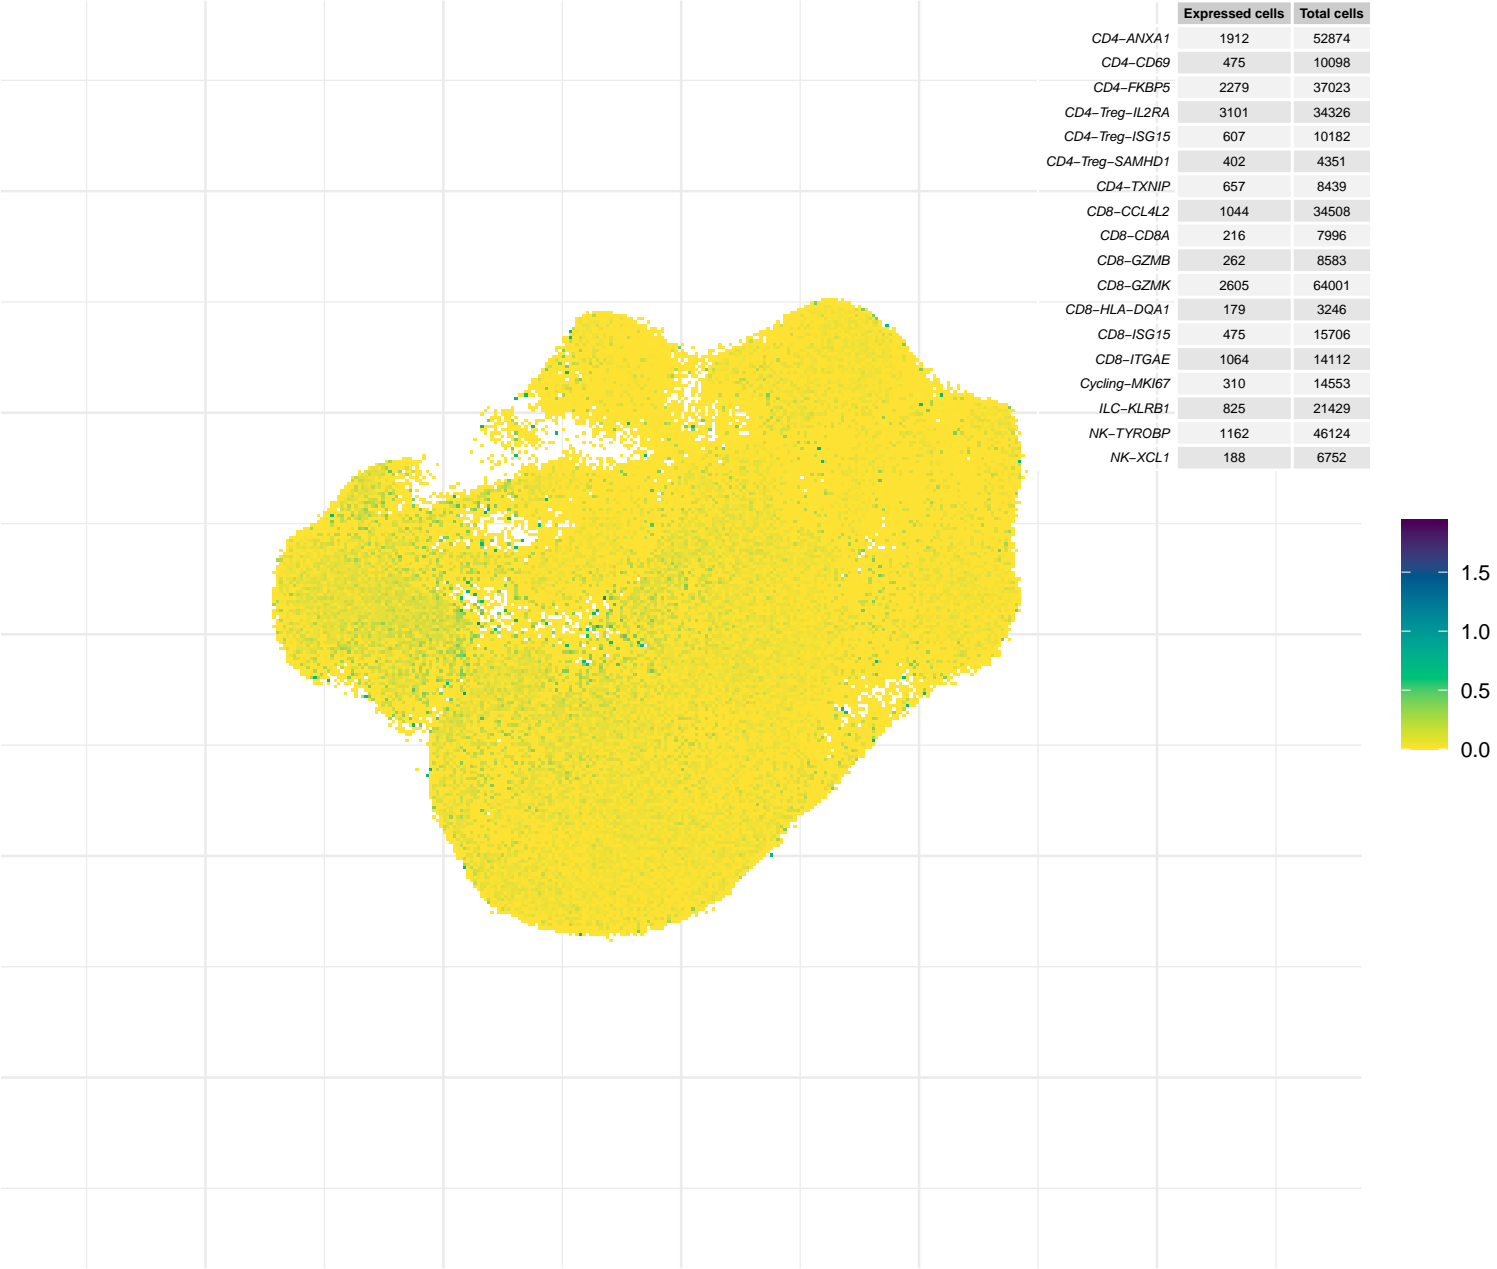 Expressed cells Total cells
CD4−ANXA1 1912 52874
CD4−CD69 475 10098
CD4−FKBP5 2279 37023
CD4−Treg−IL2RA 3101 34326
CD4−Treg−ISG15 607 10182
CD4−Treg−SAMHD1 402 4351
CD4−TXNIP 657 8439
CD8−CCL4L2 1044 34508
CD8−CD8A 216 7996
CD8−GZMB 262 8583
CD8−GZMK 2605 64001
CD8−HLA−DQA1 179 3246
CD8−ISG15 475 15706
CD8−ITGAE 1064 14112
Cycling−MKI67 310 14553
ILC−KLRB1 825 21429
NK−TYROBP 1162 46124
NK−XCL1 188 6752
1.5
1.0
0.5
0.0